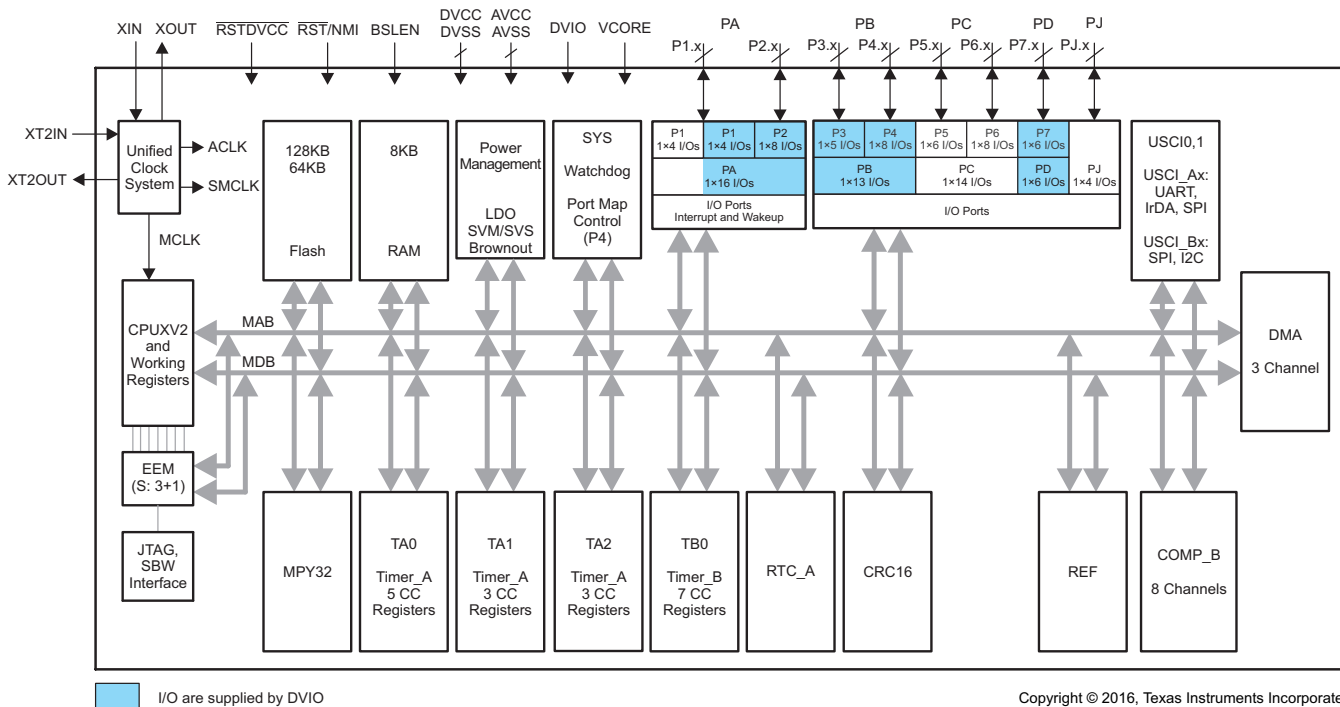 XIN XOUT RSTDVCC RST/NMI BSLEN DVCC DVSS AVCC AVSS DVIO VCORE
PA PB PC PD PJ
P1.x P2.x P3.x P4.x P5.x P6.x P7.x PJ.x
XT2IN
XT2OUT
Unified
Clock
System
ACLK
SMCLK
MCLK
128KB
64KB
Flash
8KB
RAM
Power
Management
LDO
SVM/SVS
Brownout
SYS
Watchdog
Port Map
Control
(P4)
P1
1×4 I/Os
P1
1×4 I/Os
P2
1×8 I/Os
PA
1×16 I/Os
I/O Ports
Interrupt and Wakeup
P3
1×5 I/Os
P4
1×8 I/Os
P5
1×6 I/Os
P6
1×8 I/Os
P7
1×6 I/Os
PB
1×13 I/Os
PC
1×14 I/Os
PD
1×6 I/Os
PJ
1×4 I/Os
I/O Ports
USCI0,1
USCI_Ax:
UART,
IrDA, SPI
USCI_Bx:
SPI, I2C
CPUXV2
and
Working
Registers
MAB
MDB
DMA
3 Channel
EEM
(S: 3+1)
JTAG,
SBW
Interface
MPY32
TA0
Timer_A
5 CC
Registers
TA1
Timer_A
3 CC
Registers
TA2
Timer_A
3 CC
Registers
TB0
Timer_B
7 CC
Registers
RTC_A
CRC16
REF
COMP_B
8 Channels
I/O are supplied by DVIO
Copyright © 2016, Texas Instruments Incorporate